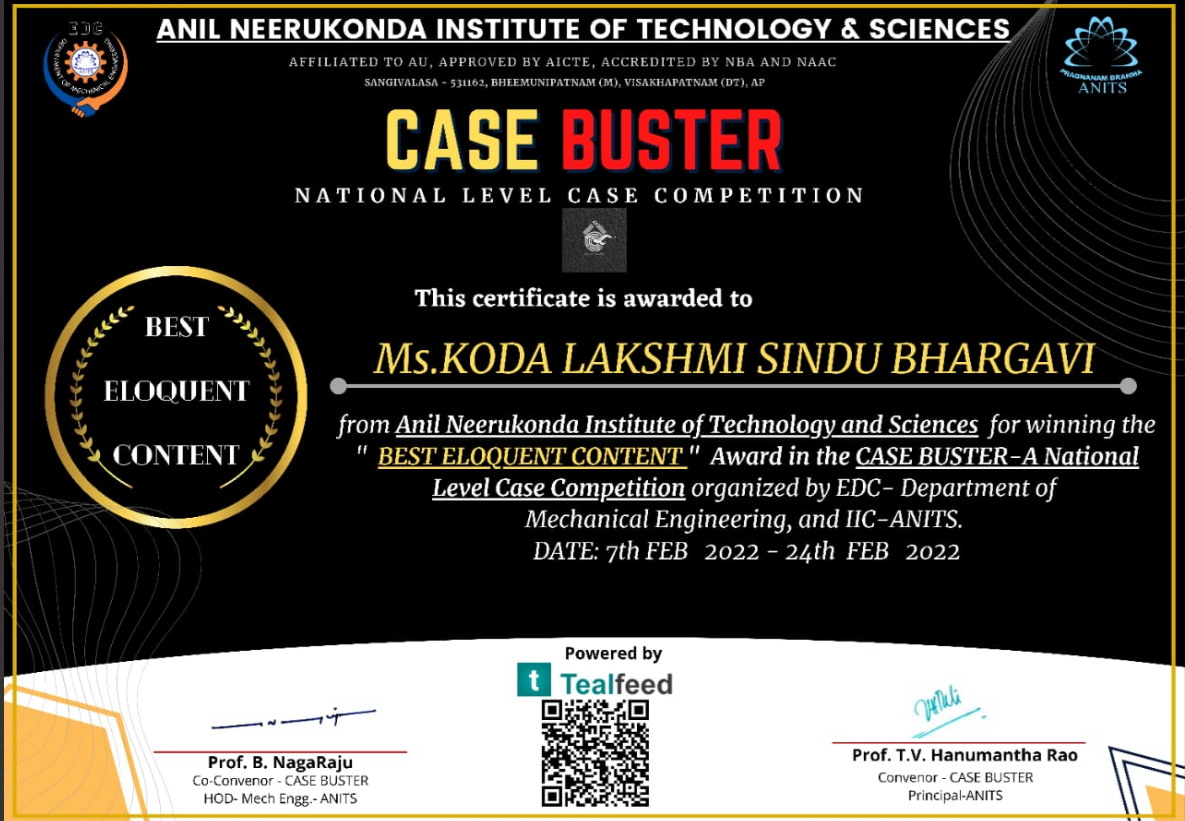 EDC
DEPARTMENT OF MECHANICAL ENGINEERING
ANIL NEERUKONDA INSTITUTE OF TECHNOLOGY & SCIENCES
AFFILIATED TO AU, APPROVED BY AICTE, ACCREDITED BY NBA AND NAAC
SANGIVALASA - 531162, BHEEMUNIPATNAM (M), VISAKHAPATNAM (DT), AP
PRAGNANAM BRAHMA
ANITS
CASE BUSTER
NATIONAL LEVEL CASE COMPETITION
This certificate is awarded to
BEST
ELOQUENT
CONTENT
Ms.KODA LAKSHMI SINDU BHARGAVI
from Anil Neerukonda Institute of Technology and Sciences for winning the
" BEST ELOQUENT CONTENT " Award in the CASE BUSTER-A National
Level Case Competition organized by EDC- Department of
Mechanical Engineering, and IIC-ANITS.
DATE: 7th FEB 2022 - 24th FEB 2022
Powered by
t Tealfeed
Prof. B. NagaRaju
Co-Convenor - CASE BUSTER
HOD- Mech Engg.- ANITS
Prof. T.V. Hanumantha Rao
Convenor - CASE BUSTER
Principal-ANITS